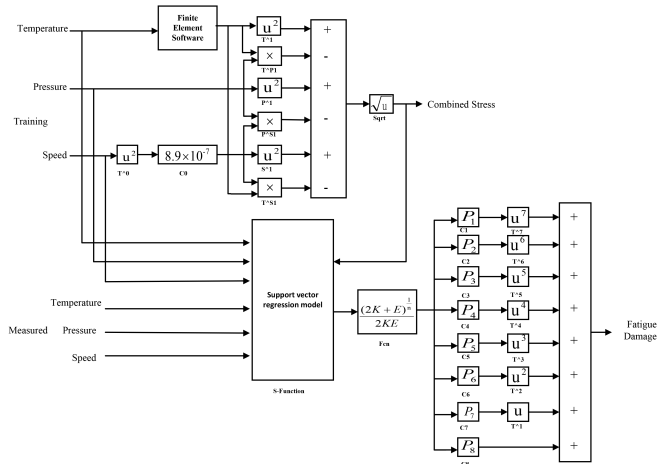 Temperature
Finite
Element
Software
u²
T^1
+
×
T^P1
-
Pressure
u²
P^1
+
√u
Sqrt
Combined Stress
Training
×
P^S1
-
Speed
u²
T^0
8.9×10⁻⁷
C0
u²
S^1
+
×
T^S1
-
Support vector
regression model
S-Function
Temperature
Measured
Pressure
Speed
(2K + E)^(1/n)
2KE
Fcn
P₁
C1
u⁷
T^7
+
P₂
C2
u⁶
T^6
+
P₃
C3
u⁵
T^5
+
P₄
C4
u⁴
T^4
+
P₅
C5
u³
T^3
+
P₆
C6
u²
T^2
+
P₇
C7
u
T^1
+
P₈
+
Fatigue
Damage